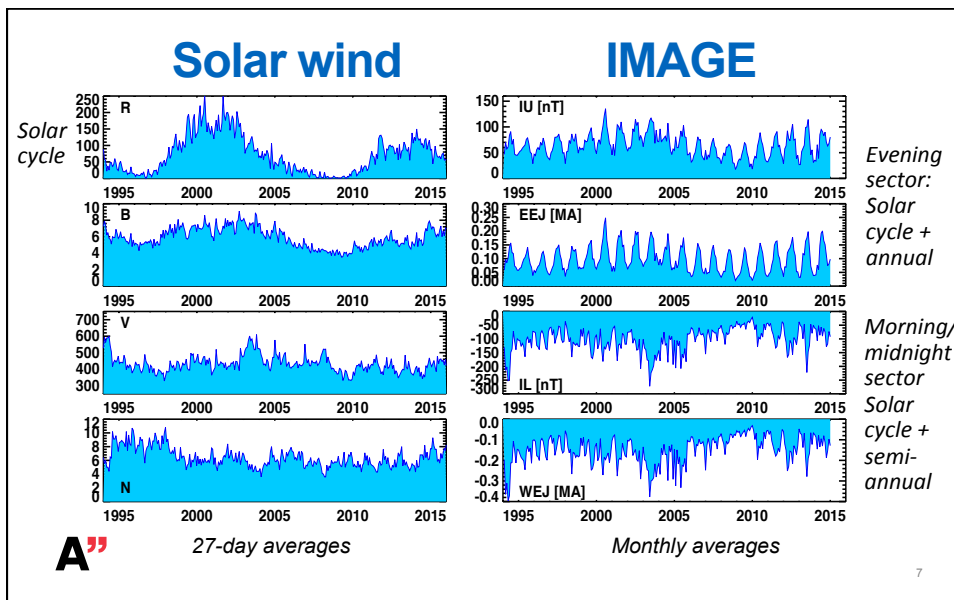 Solar wind
IMAGE
Solar
cycle
R
250
200
150
100
50
0
1995 2000 2005 2010 2015
B
10
8
6
4
2
0
1995 2000 2005 2010 2015
V
700
600
500
400
300
1995 2000 2005 2010 2015
12
10
8
6
4
2
0
N
1995 2000 2005 2010 2015
27-day averages
IU [nT]
150
100
50
0
1995 2000 2005 2010 2015
EEJ [MA]
0.30
0.25
0.20
0.15
0.10
0.05
0.00
1995 2000 2005 2010 2015
0
-50
-100
-150
-200
-250
-300
IL [nT]
1995 2000 2005 2010 2015
0.0
-0.1
-0.2
-0.3
-0.4
WEJ [MA]
1995 2000 2005 2010 2015
Monthly averages
Evening
sector:
Solar
cycle +
annual
Morning/
midnight
sector
Solar
cycle +
semi-
annual
A”
7